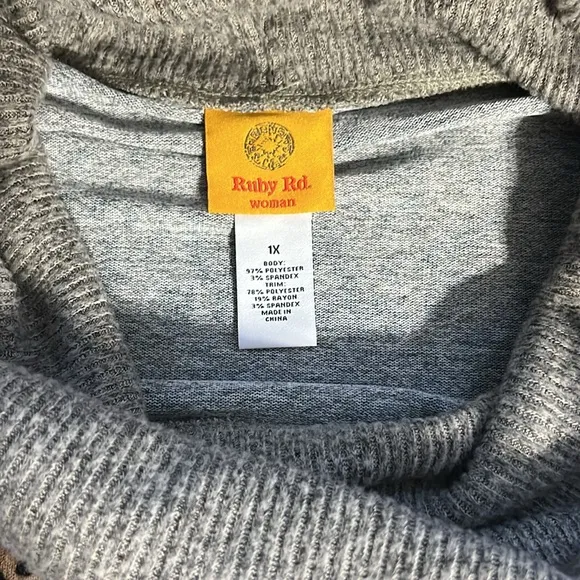 Ruby Rd.
woman
1X
BODY:
97% POLYESTER
3% SPANDEX
TRIM:
78% POLYESTER
19% RAYON
3% SPANDEX
MADE IN
CHINA